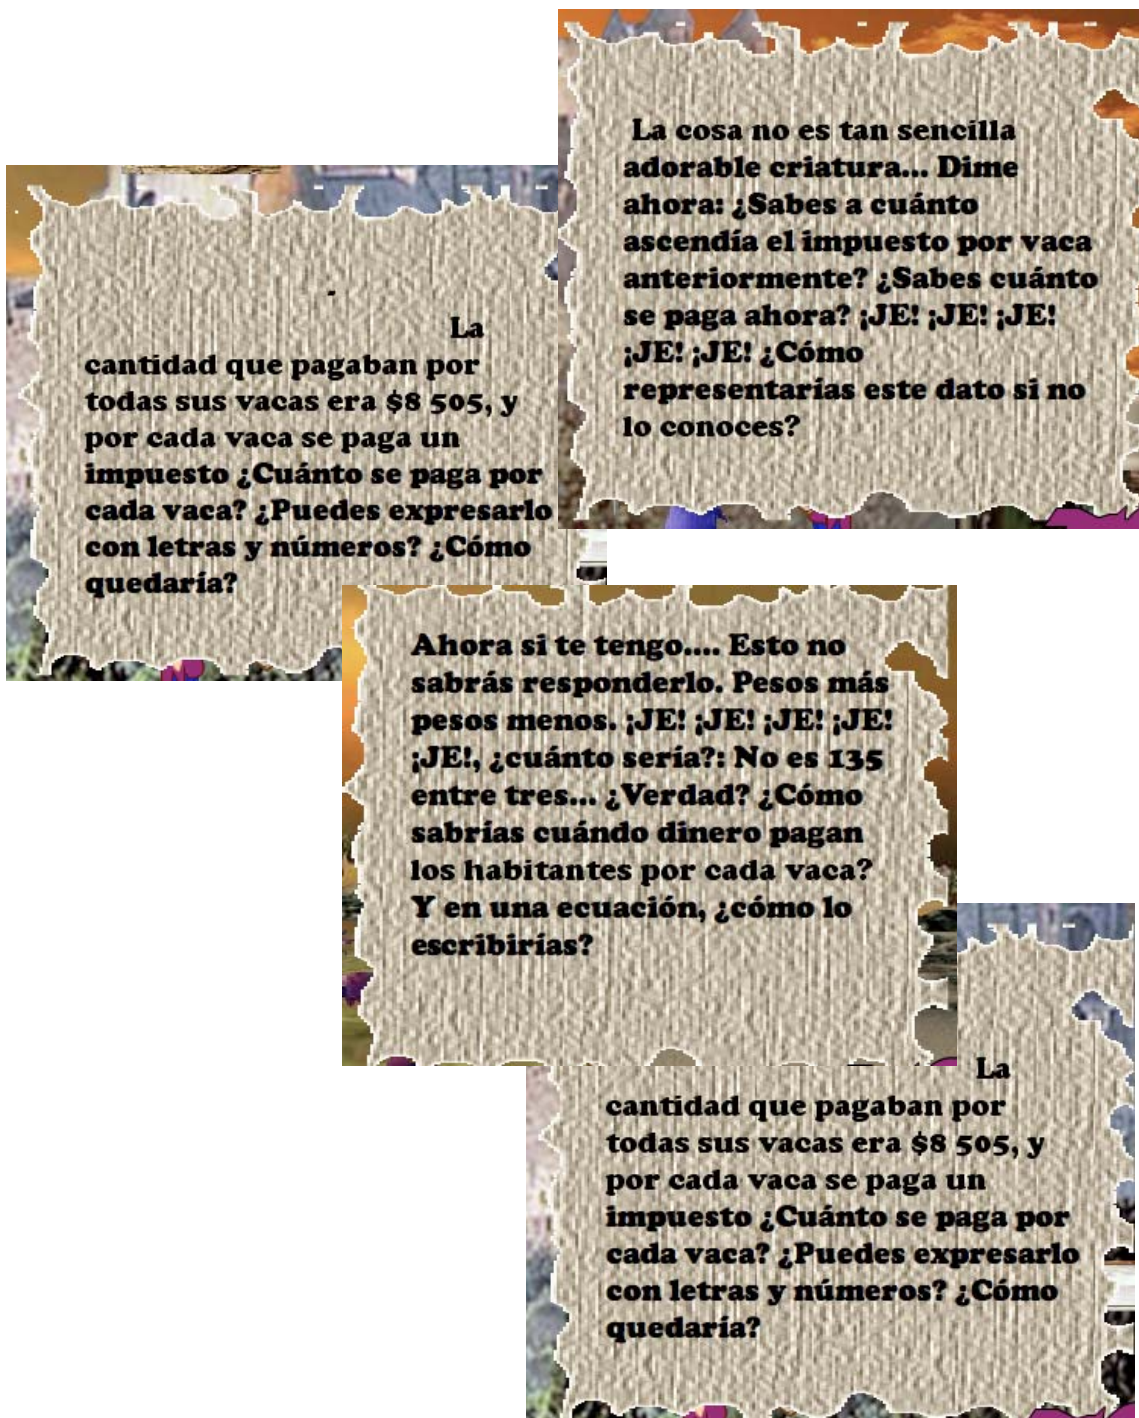 La cosa no es tan sencilla
adorable criatura... Dime
ahora: ¿Sabes a cuánto
ascendía el impuesto por vaca
anteriormente? ¿Sabes cuánto
se paga ahora? ¡JE! ¡JE! ¡JE!
¡JE! ¡JE! ¿Cómo
representarías este dato si no
lo conoces?
La
cantidad que pagaban por
todas sus vacas era $8 505, y
por cada vaca se paga un
impuesto ¿Cuánto se paga por
cada vaca? ¿Puedes expresarlo
con letras y números? ¿Cómo
quedaría?
Ahora si te tengo.... Esto no
sabrás responderlo. Pesos más
pesos menos. ¡JE! ¡JE! ¡JE! ¡JE!
¡JE!, ¿cuánto sería?: No es 135
entre tres... ¿Verdad? ¿Cómo
sabrías cuándo dinero pagan
los habitantes por cada vaca?
Y en una ecuación, ¿cómo lo
escribirías?
La
cantidad que pagaban por
todas sus vacas era $8 505, y
por cada vaca se paga un
impuesto ¿Cuánto se paga por
cada vaca? ¿Puedes expresarlo
con letras y números? ¿Cómo
quedaría?